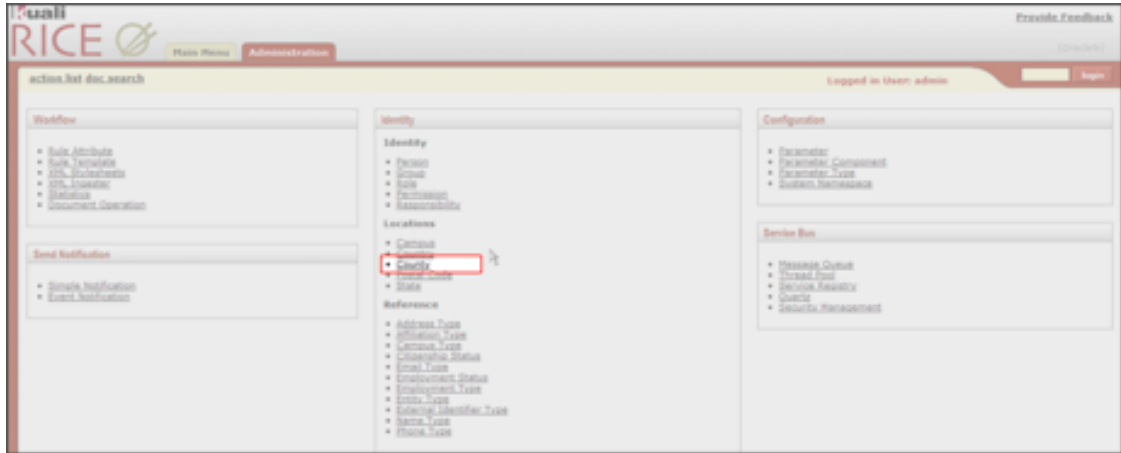 Kuali
RICE
Provide Feedback
Main Menu Administration
action list doc search
Logged in User: admin
login
Workflow
Rule Attribute
Rule Template
XML Stylesheets
XML Ingester
Statistics
Document Operation
Send Notification
Simple Notification
Event Notification
Identity
Identity
Person
Group
Role
Permission
Responsibility
Locations
Campus
Country
County
Postal Code
State
Reference
Address Type
Affiliation Type
Campus Type
Citizenship Status
Email Type
Employment Status
Employment Type
Entity Type
External Identifier Type
Name Type
Phone Type
Configuration
Parameter
Parameter Component
Parameter Type
System Namespace
Service Bus
Message Queue
Thread Pool
Service Registry
Quartz
Security Management